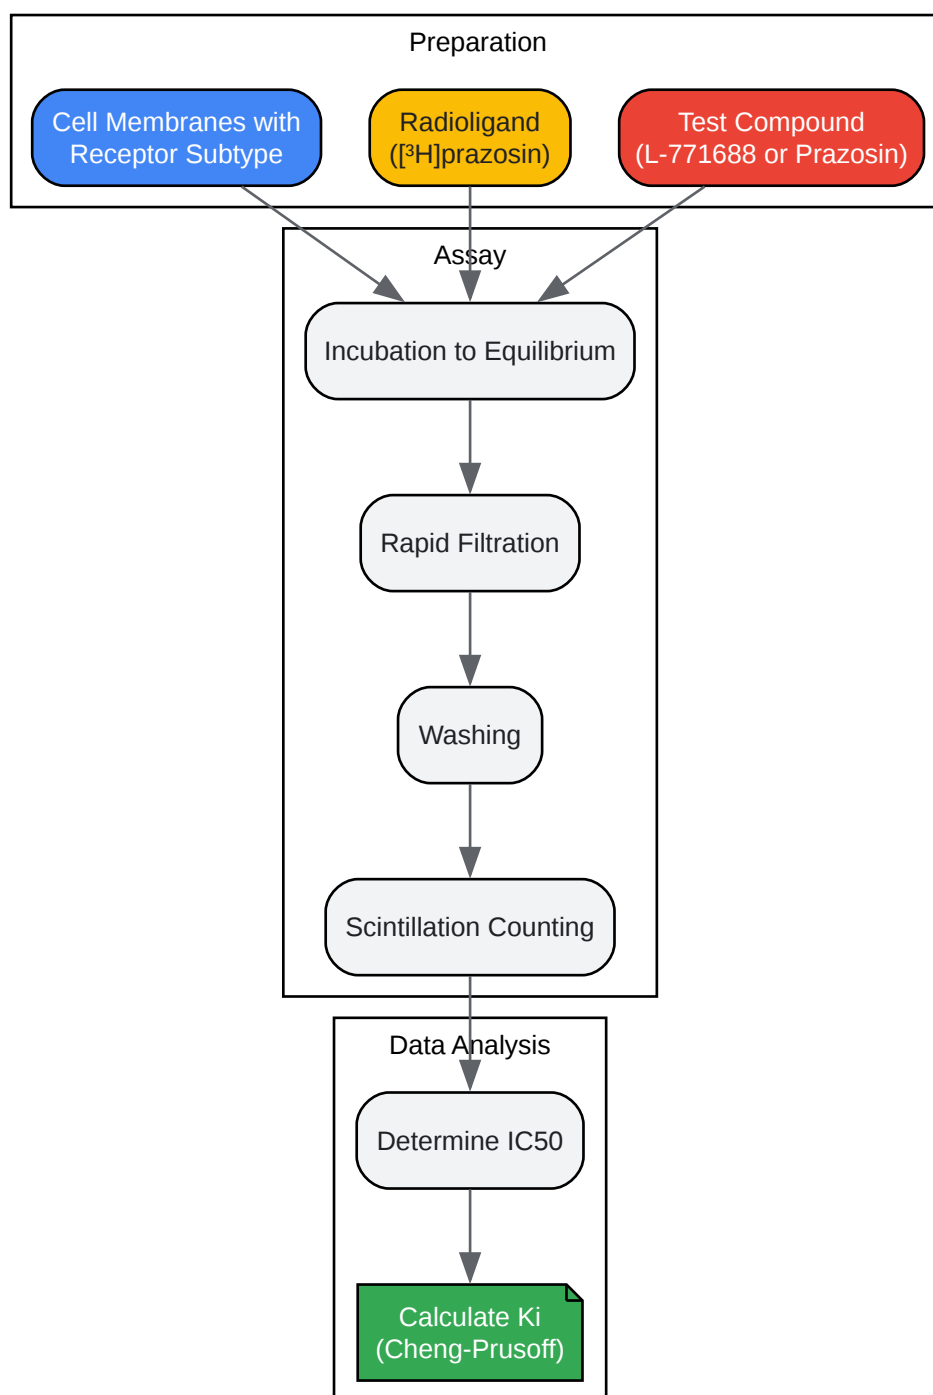 Preparation
Cell Membranes with
Receptor Subtype
Radioligand
([³H]prazosin)
Test Compound
(L-771688 or Prazosin)
Assay
Incubation to Equilibrium
Rapid Filtration
Washing
Scintillation Counting
Data Analysis
Determine IC50
Calculate Ki
(Cheng-Prusoff)